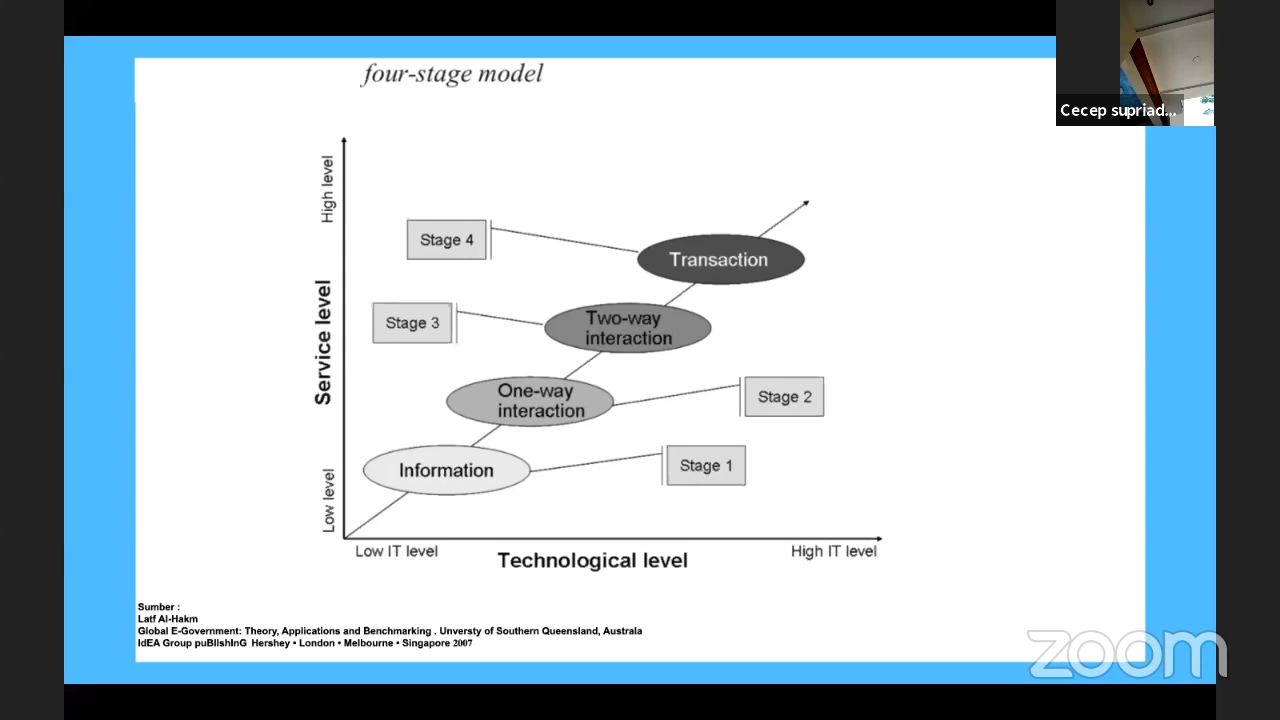 four-stage model
Cecep supriad...
High level
Service level
Low level
Stage 4
Transaction
Stage 3
Two-way
interaction
One-way
interaction
Stage 2
Information
Stage 1
Low IT level
Technological level
High IT level
Sumber :
Latf Al-Hakm
Global E-Government: Theory, Applications and Benchmarking . Unversty of Southern Queensland, Australa
IdEA Group puBlIshInG Hershey • London • Melbourne • Singapore 2007
zoom